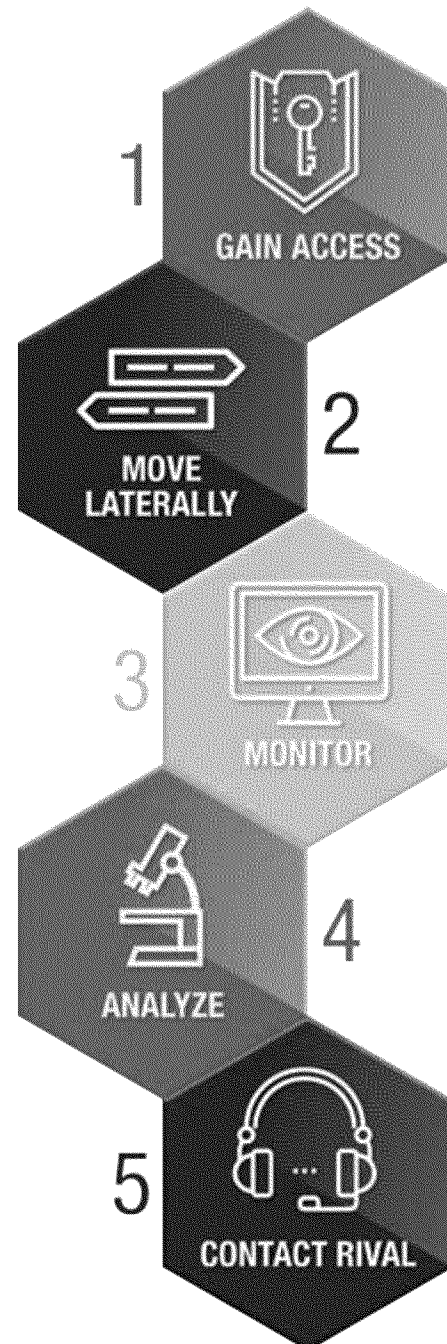 1
GAIN ACCESS
2
MOVE
LATERALLY
3
MONITOR
4
ANALYZE
5
CONTACT RIVAL